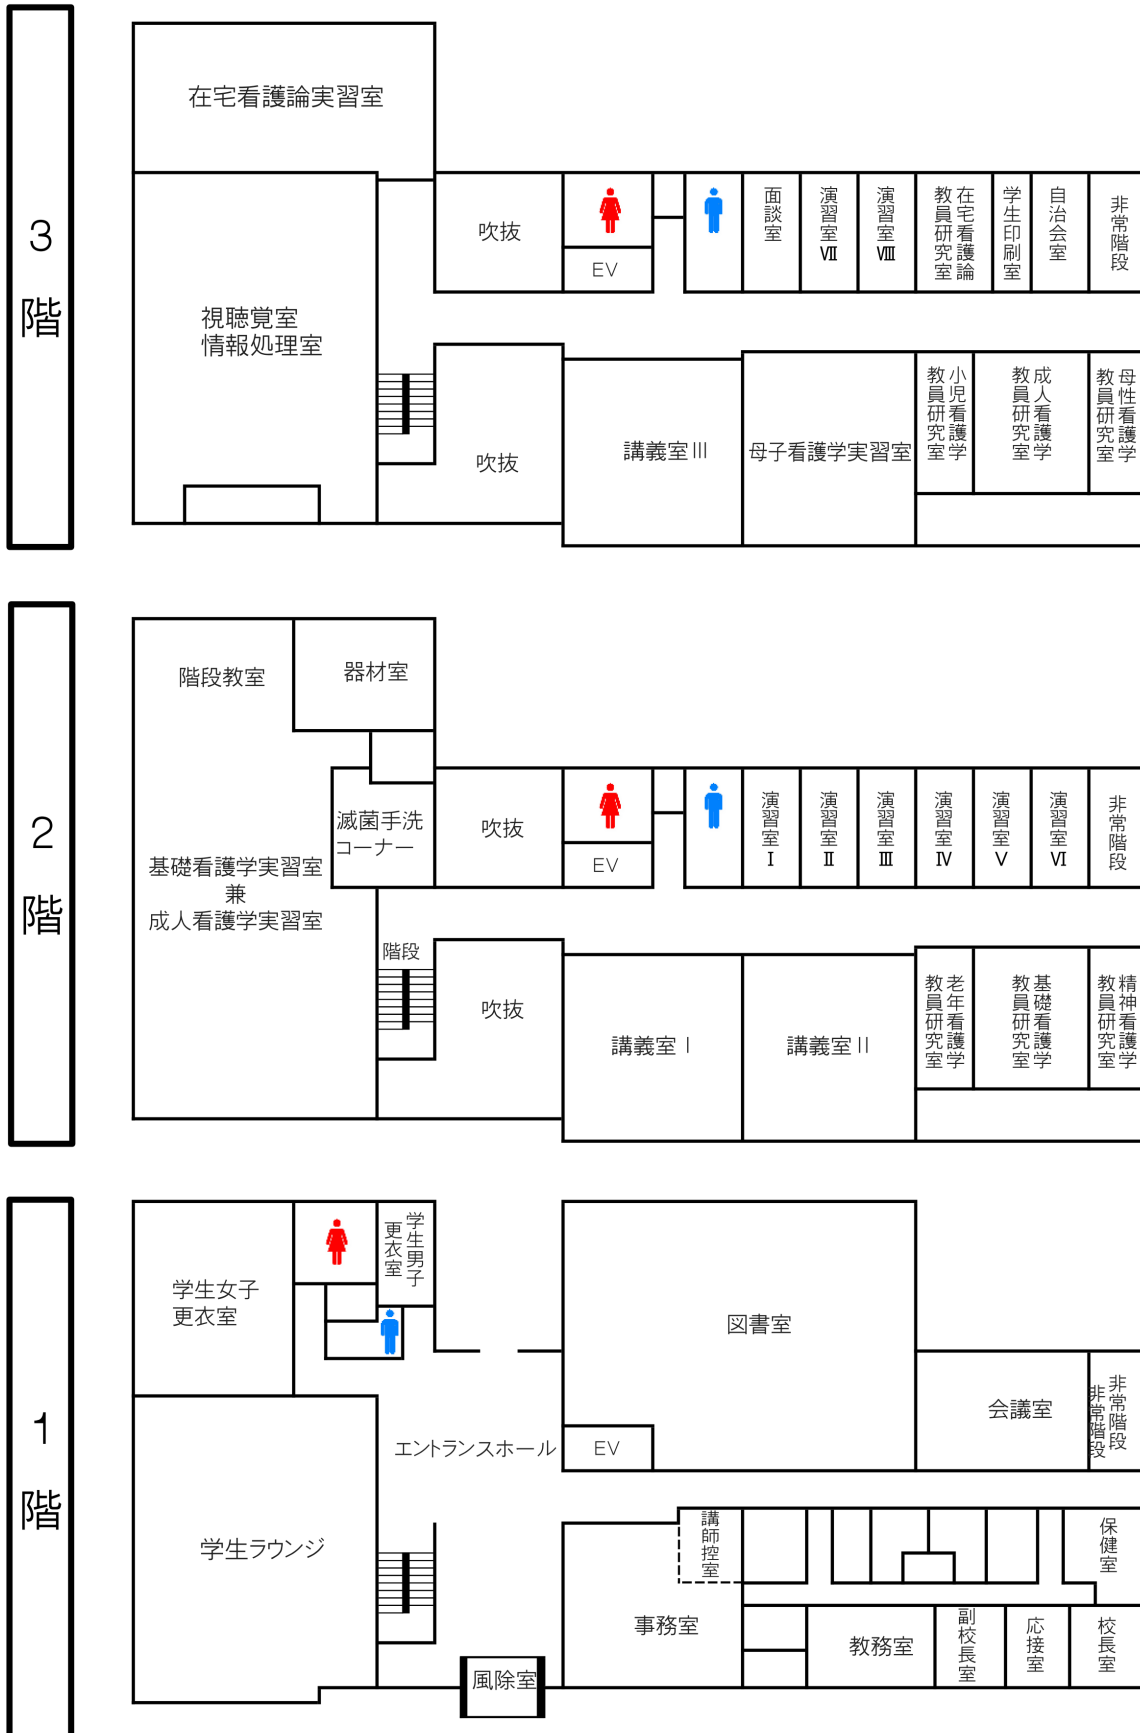 3階
在宅看護論実習室
視聴覚室
情報処理室
吹抜
EV
面談室
演習室Ⅶ
演習室Ⅷ
在宅看護論
教員研究室
学生印刷室
自治会室
非常階段
吹抜
講義室Ⅲ
母子看護学実習室
小児看護学
教員研究室
成人看護学
教員研究室
母性看護学
教員研究室
2階
階段教室
器材室
滅菌手洗
コーナー
基礎看護学実習室
兼
成人看護学実習室
吹抜
EV
演習室Ⅰ
演習室Ⅱ
演習室Ⅲ
演習室Ⅳ
演習室Ⅴ
演習室Ⅵ
非常階段
階段
吹抜
講義室Ⅰ
講義室Ⅱ
老年看護学
教員研究室
基礎看護学
教員研究室
精神看護学
教員研究室
1階
学生女子
更衣室
学生男子
更衣室
図書室
エントランスホール
EV
会議室
非常階段
非常階段
学生ラウンジ
講師控室
保健室
事務室
教務室
副校長室
応接室
校長室
風除室